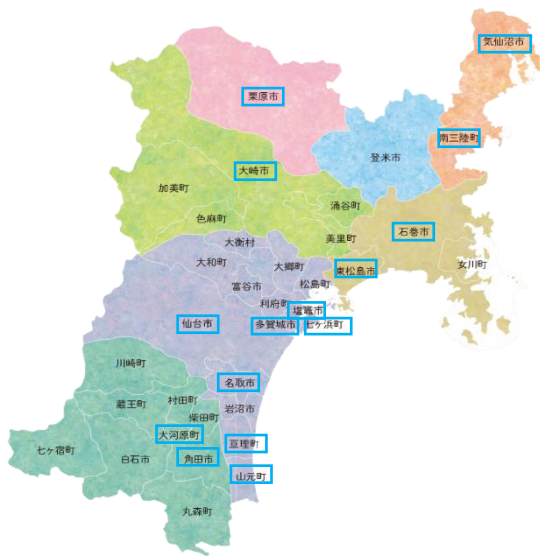 気仙沼市
栗原市
南三陸町
登米市
大崎市
加美町
涌谷町
色麻町
石巻市
美里町
大衡村
大和町
大郷町
東松島市
女川町
富谷市
松島町
利府町
塩竈市
仙台市
多賀城市
七ヶ浜町
川崎町
名取市
村田町
蔵王町
岩沼市
柴田町
大河原町
亘理町
七ヶ宿町
白石市
角田市
山元町
丸森町